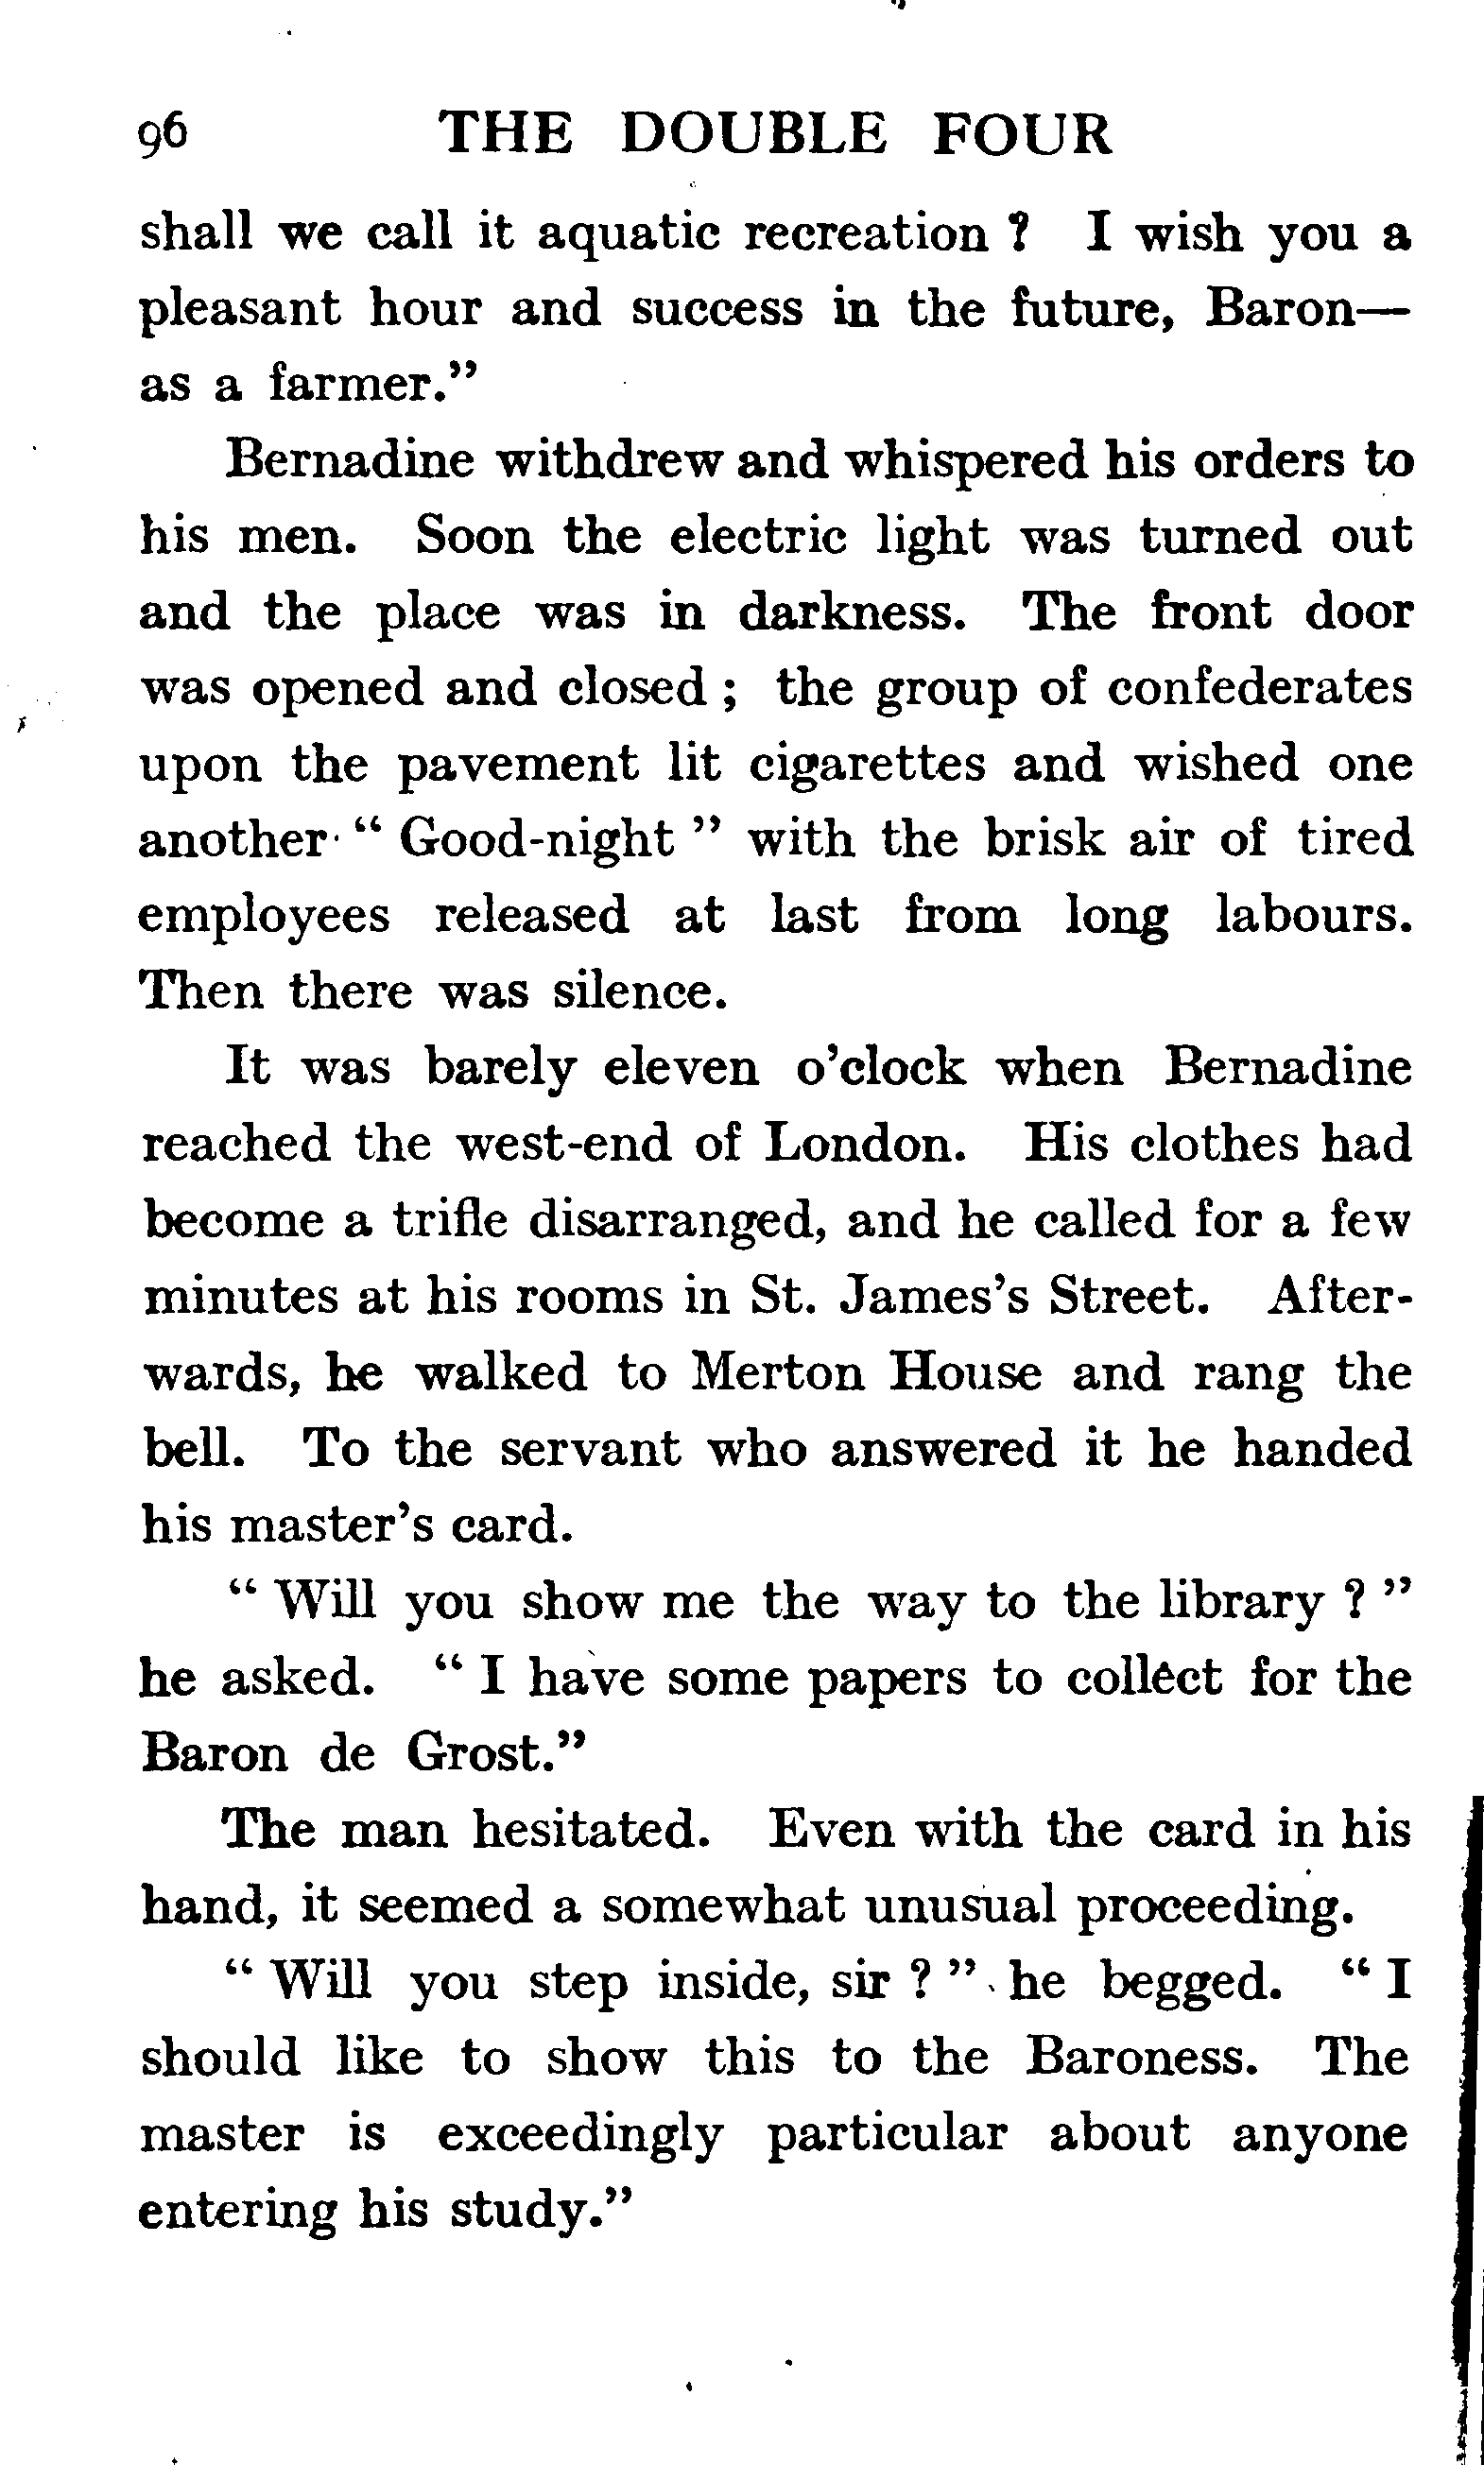 96 THE DOUBLE FOUR
shall we call it aquatic recreation ? I wish you a
pleasant hour and success in the future, Baron—
as a farmer.”
Bernadine withdrew and whispered his orders to
his men. Soon the electric light was turned out
and the place was in darkness. The front door
was opened and closed ; the group of confederates
upon the pavement lit cigarettes and wished one
another “ Good-night ” with the brisk air of tired
employees released at last from long labours.
Then there was silence.
It was barely eleven o’clock when Bernadine
reached the west-end of London. His clothes had
become a trifle disarranged, and he called for a few
minutes at his rooms in St. James’s Street. After-
wards, he walked to Merton House and rang the
bell. To the servant who answered it he handed
his master’s card.
“ Will you show me the way to the library ? ”
he asked. “ I have some papers to collect for the
Baron de Grost.”
The man hesitated. Even with the card in his
hand, it seemed a somewhat unusual proceeding.
“ Will you step inside, sir ? ” he begged. “ I
should like to show this to the Baroness. The
master is exceedingly particular about anyone
entering his study.”